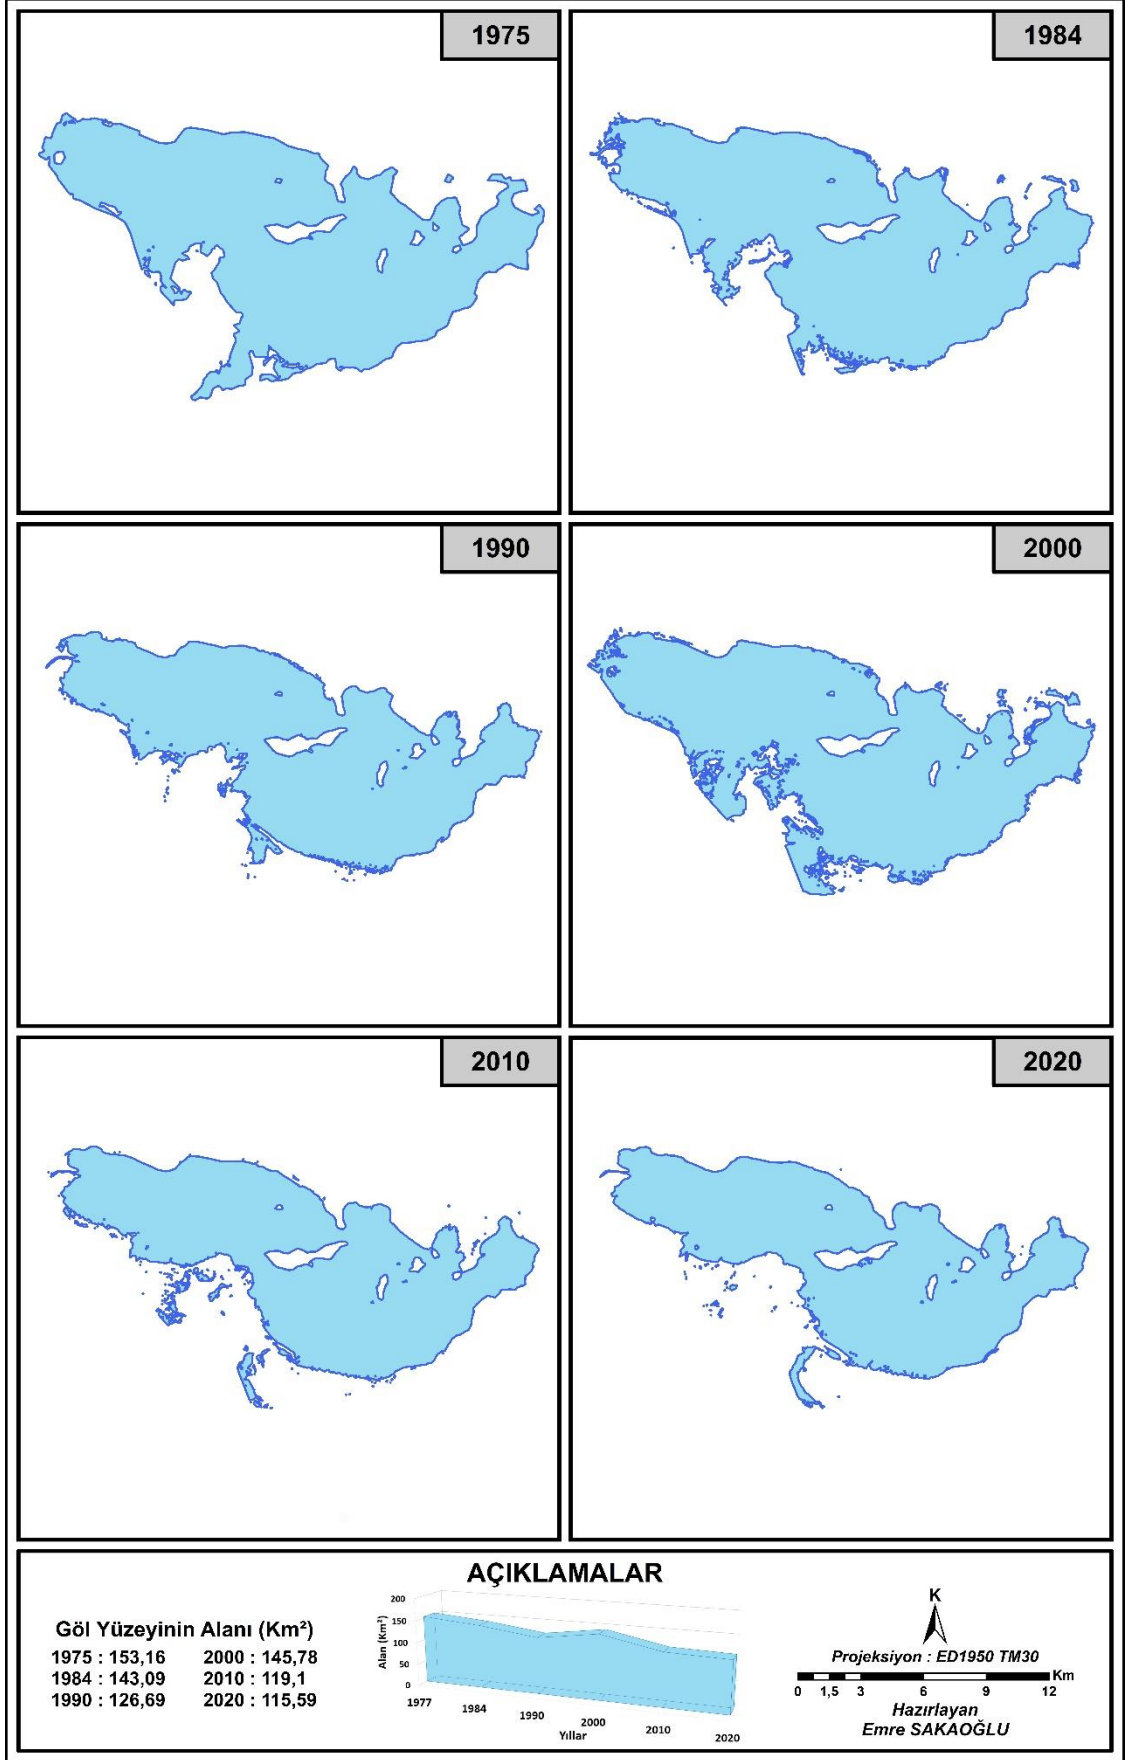 1975
1984
1990
2000
2010
2020
AÇIKLAMALAR
Göl Yüzeyinin Alanı (Km²)
1975 : 153,16 2000 : 145,78
1984 : 143,09 2010 : 119,1
1990 : 126,69 2020 : 115,59
Alan (Km²)
200
150
100
50
0
1977
1984
1990
2000
2010
2020
Yıllar
K
Projeksiyon : ED1950 TM30
Km
0 1,5 3 6 9 12
Hazırlayan
Emre SAKAOĞLU